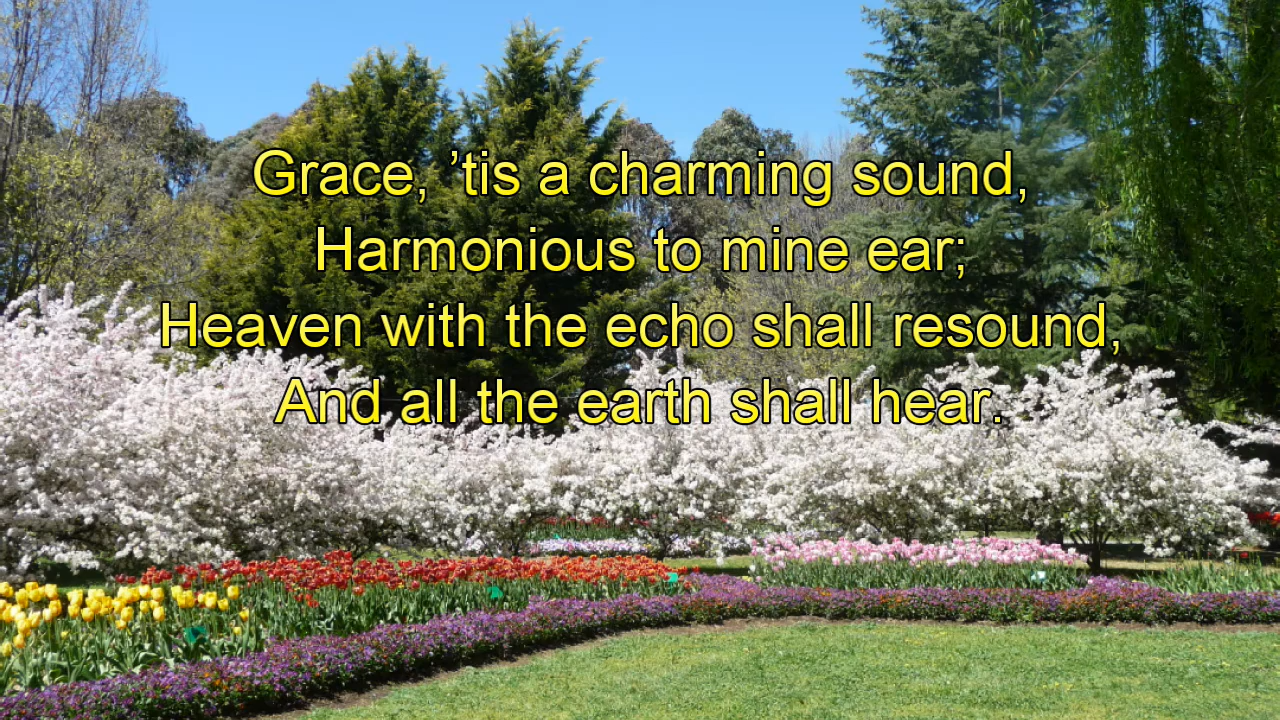 Grace, ’tis a charming sound,
Harmonious to mine ear;
Heaven with the echo shall resound,
And all the earth shall hear.